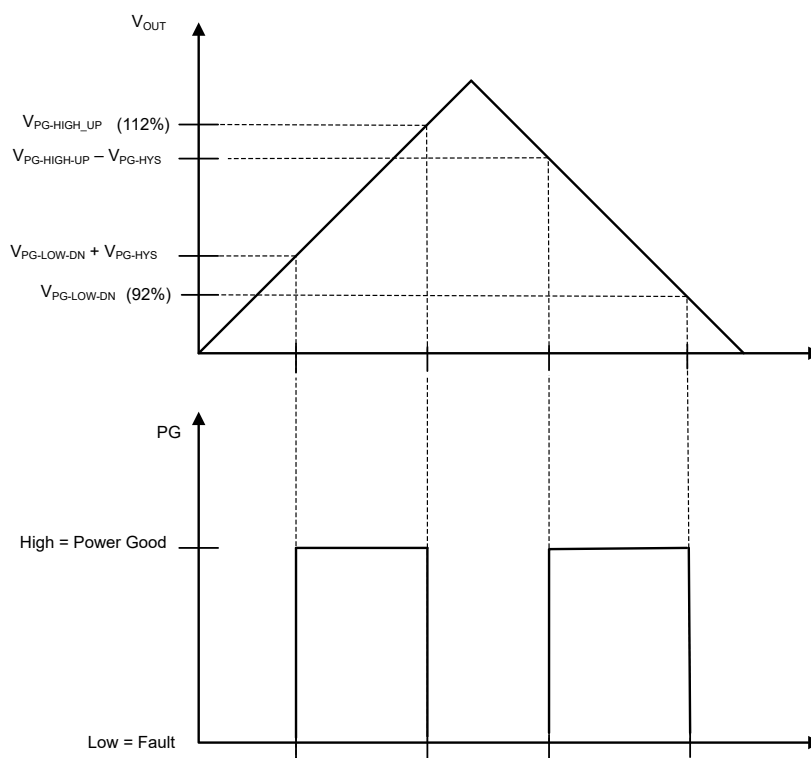 VOUT
VPG-HIGH_UP (112%)
VPG-HIGH-UP – VPG-HYS
VPG-LOW-DN + VPG-HYS
VPG-LOW-DN (92%)
PG
High = Power Good
Low = Fault